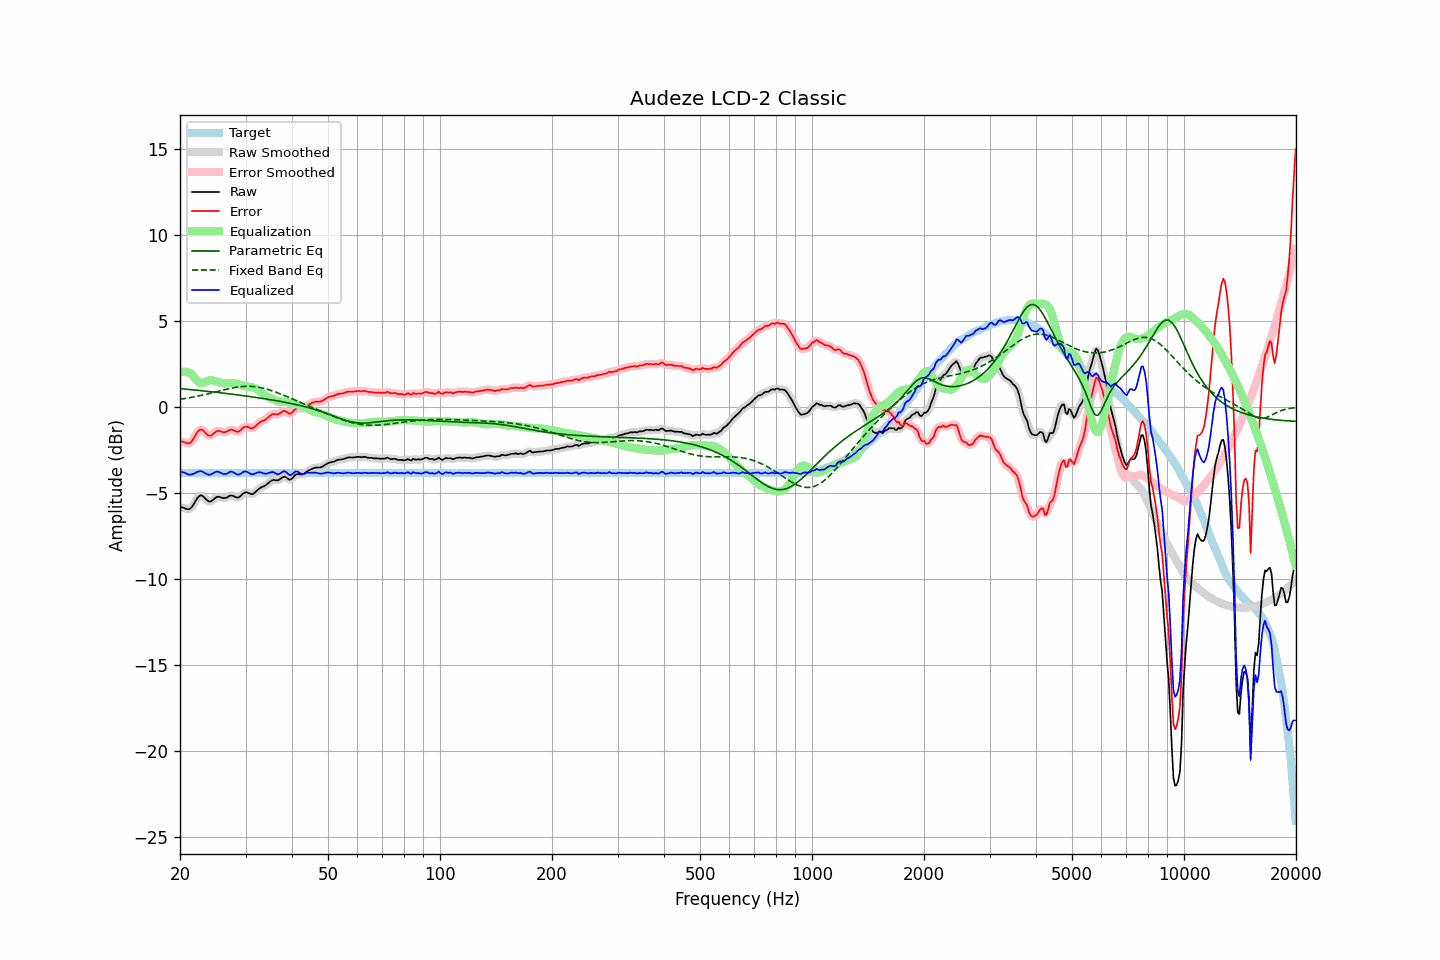 Audeze LCD-2 Classic
Target
Raw Smoothed
Error Smoothed
Raw
Error
Equalization
Parametric Eq
Fixed Band Eq
Equalized
Amplitude (dBr)
15
10
5
0
−5
−10
−15
−20
−25
20 50 100 200 500 1000 2000 5000 10000 20000
Frequency (Hz)